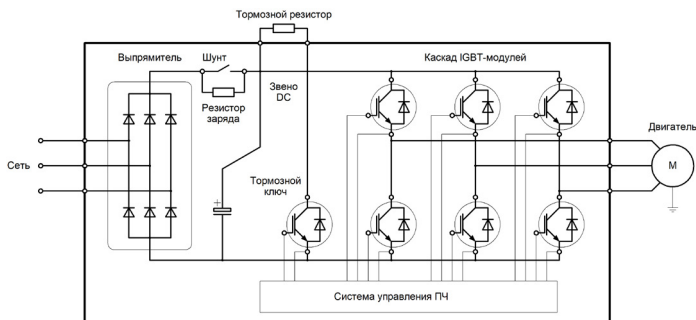 Тормозной резистор
Выпрямитель
Шунт
Каскад IGBT-модулей
Звено
DC
Резистор
заряда
Двигатель
Сеть
M
Тормозной
ключ
+
Система управления ПЧ